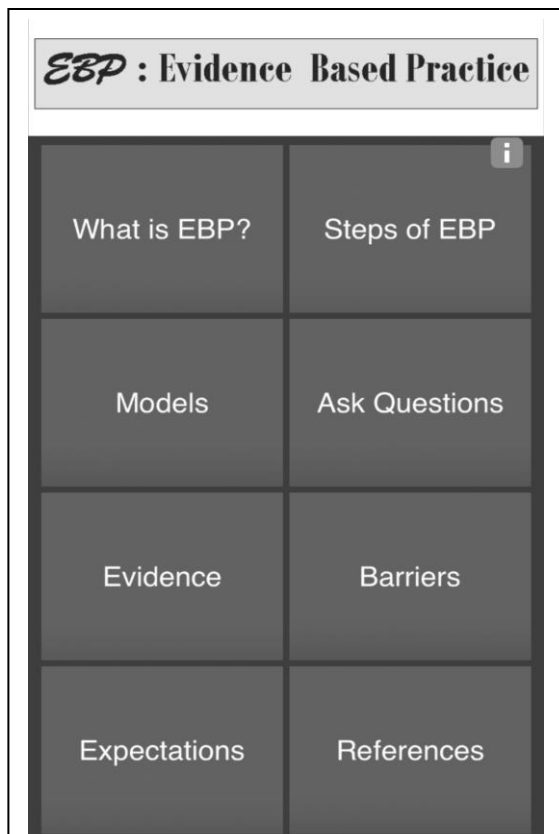 EBP : Evidence Based Practice
i
What is EBP?
Steps of EBP
Models
Ask Questions
Evidence
Barriers
Expectations
References